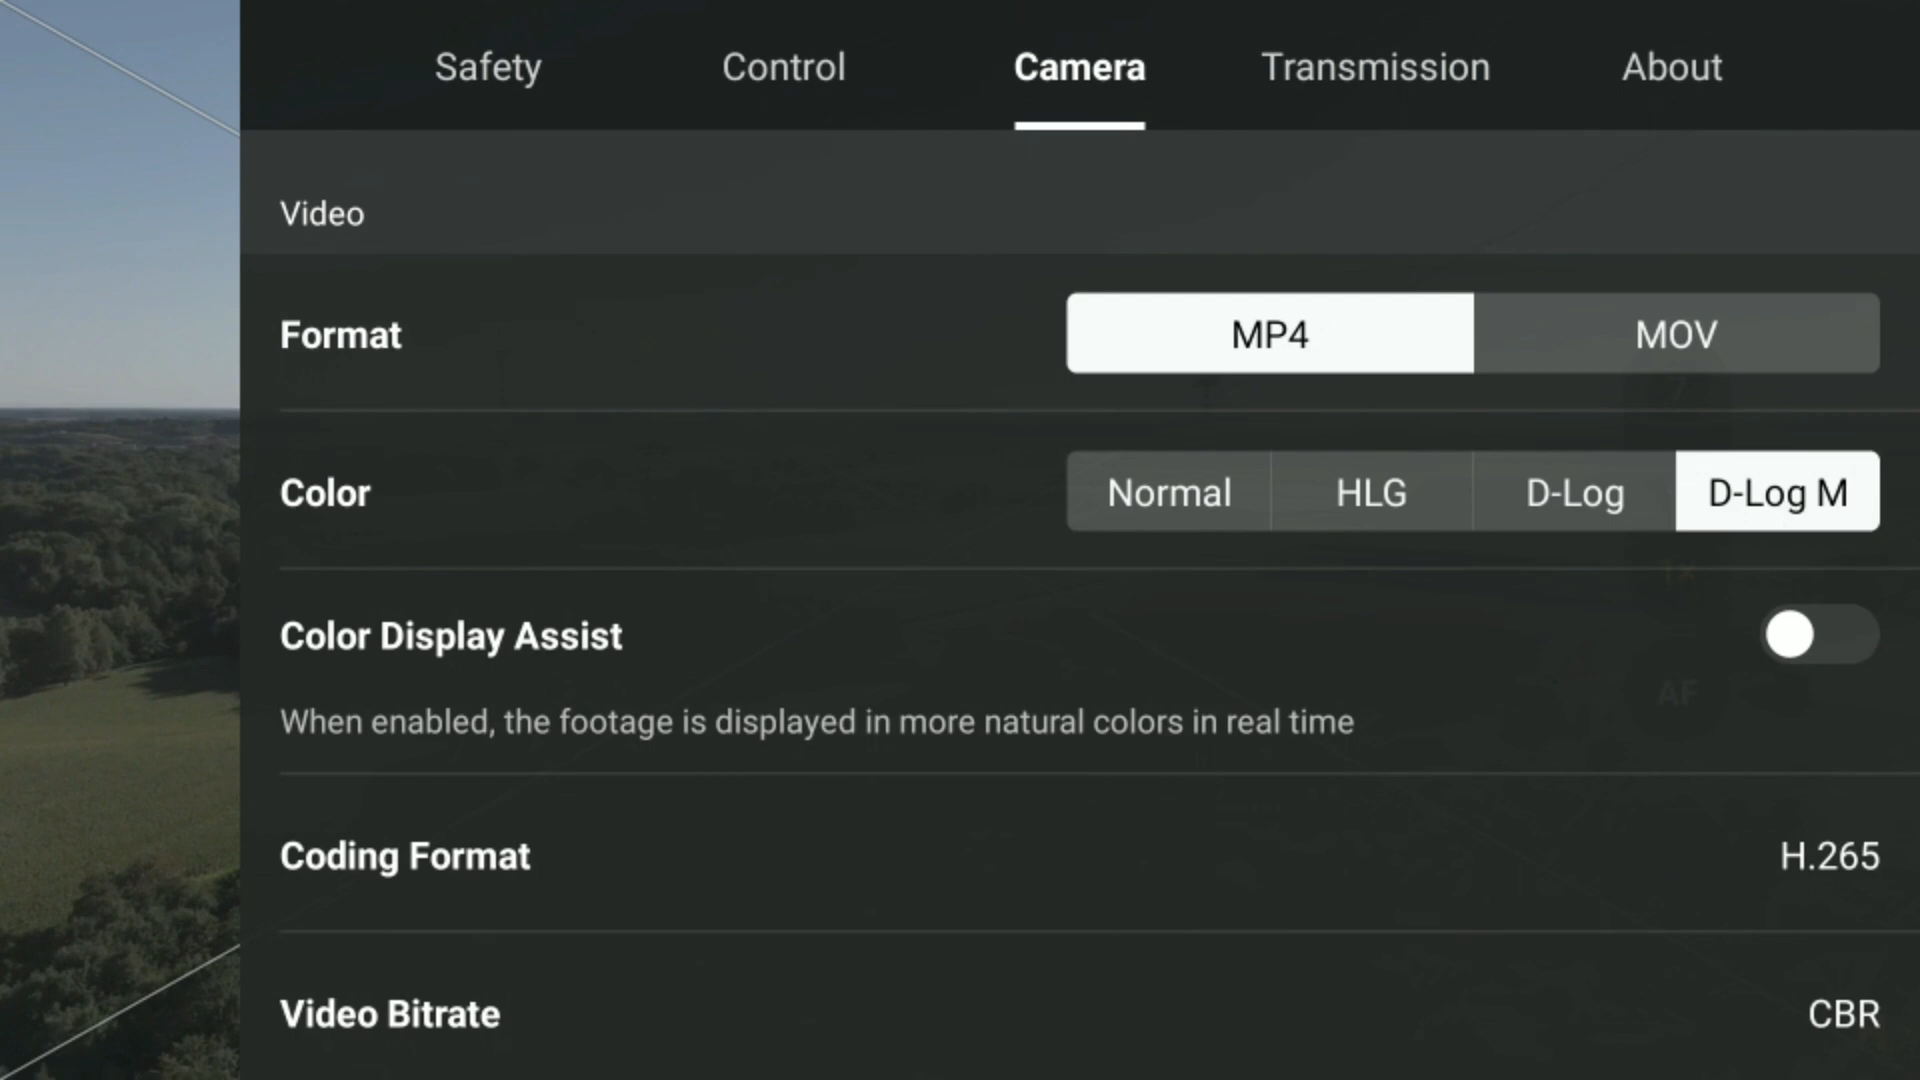 Safety Control Camera Transmission About
Video
Format MP4 MOV
Color Normal HLG D-Log D-Log M
Color Display Assist
When enabled, the footage is displayed in more natural colors in real time
AF
Coding Format H.265
Video Bitrate CBR